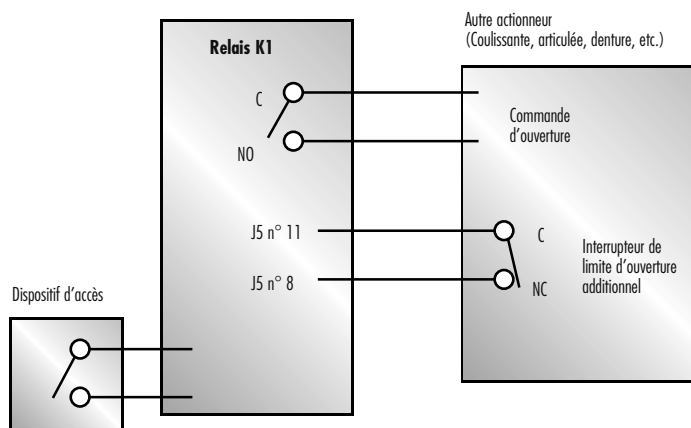 Autre actionneur
(Coulissante, articulée, denture, etc.)
Relais K1
C
NO
Commande
d'ouverture
J5 n° 11
J5 n° 8
C
NC
Interrupteur de
limite d'ouverture
additionnel
Dispositif d'accès